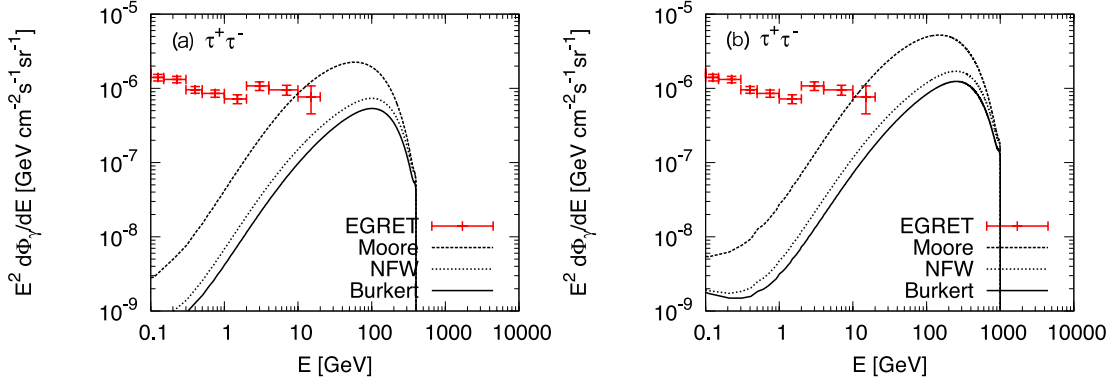 (a) τ⁺τ⁻
10⁻⁵
10⁻⁶
10⁻⁷
10⁻⁸
10⁻⁹
E² dΦγ/dE [GeV cm⁻²s⁻¹sr⁻¹]
EGRET
Moore
NFW
Burkert
0.1 1 10 100 1000 10000
E [GeV]
(b) τ⁺τ⁻
10⁻⁵
10⁻⁶
10⁻⁷
10⁻⁸
10⁻⁹
E² dΦγ/dE [GeV cm⁻²s⁻¹sr⁻¹]
EGRET
Moore
NFW
Burkert
0.1 1 10 100 1000 10000
E [GeV]